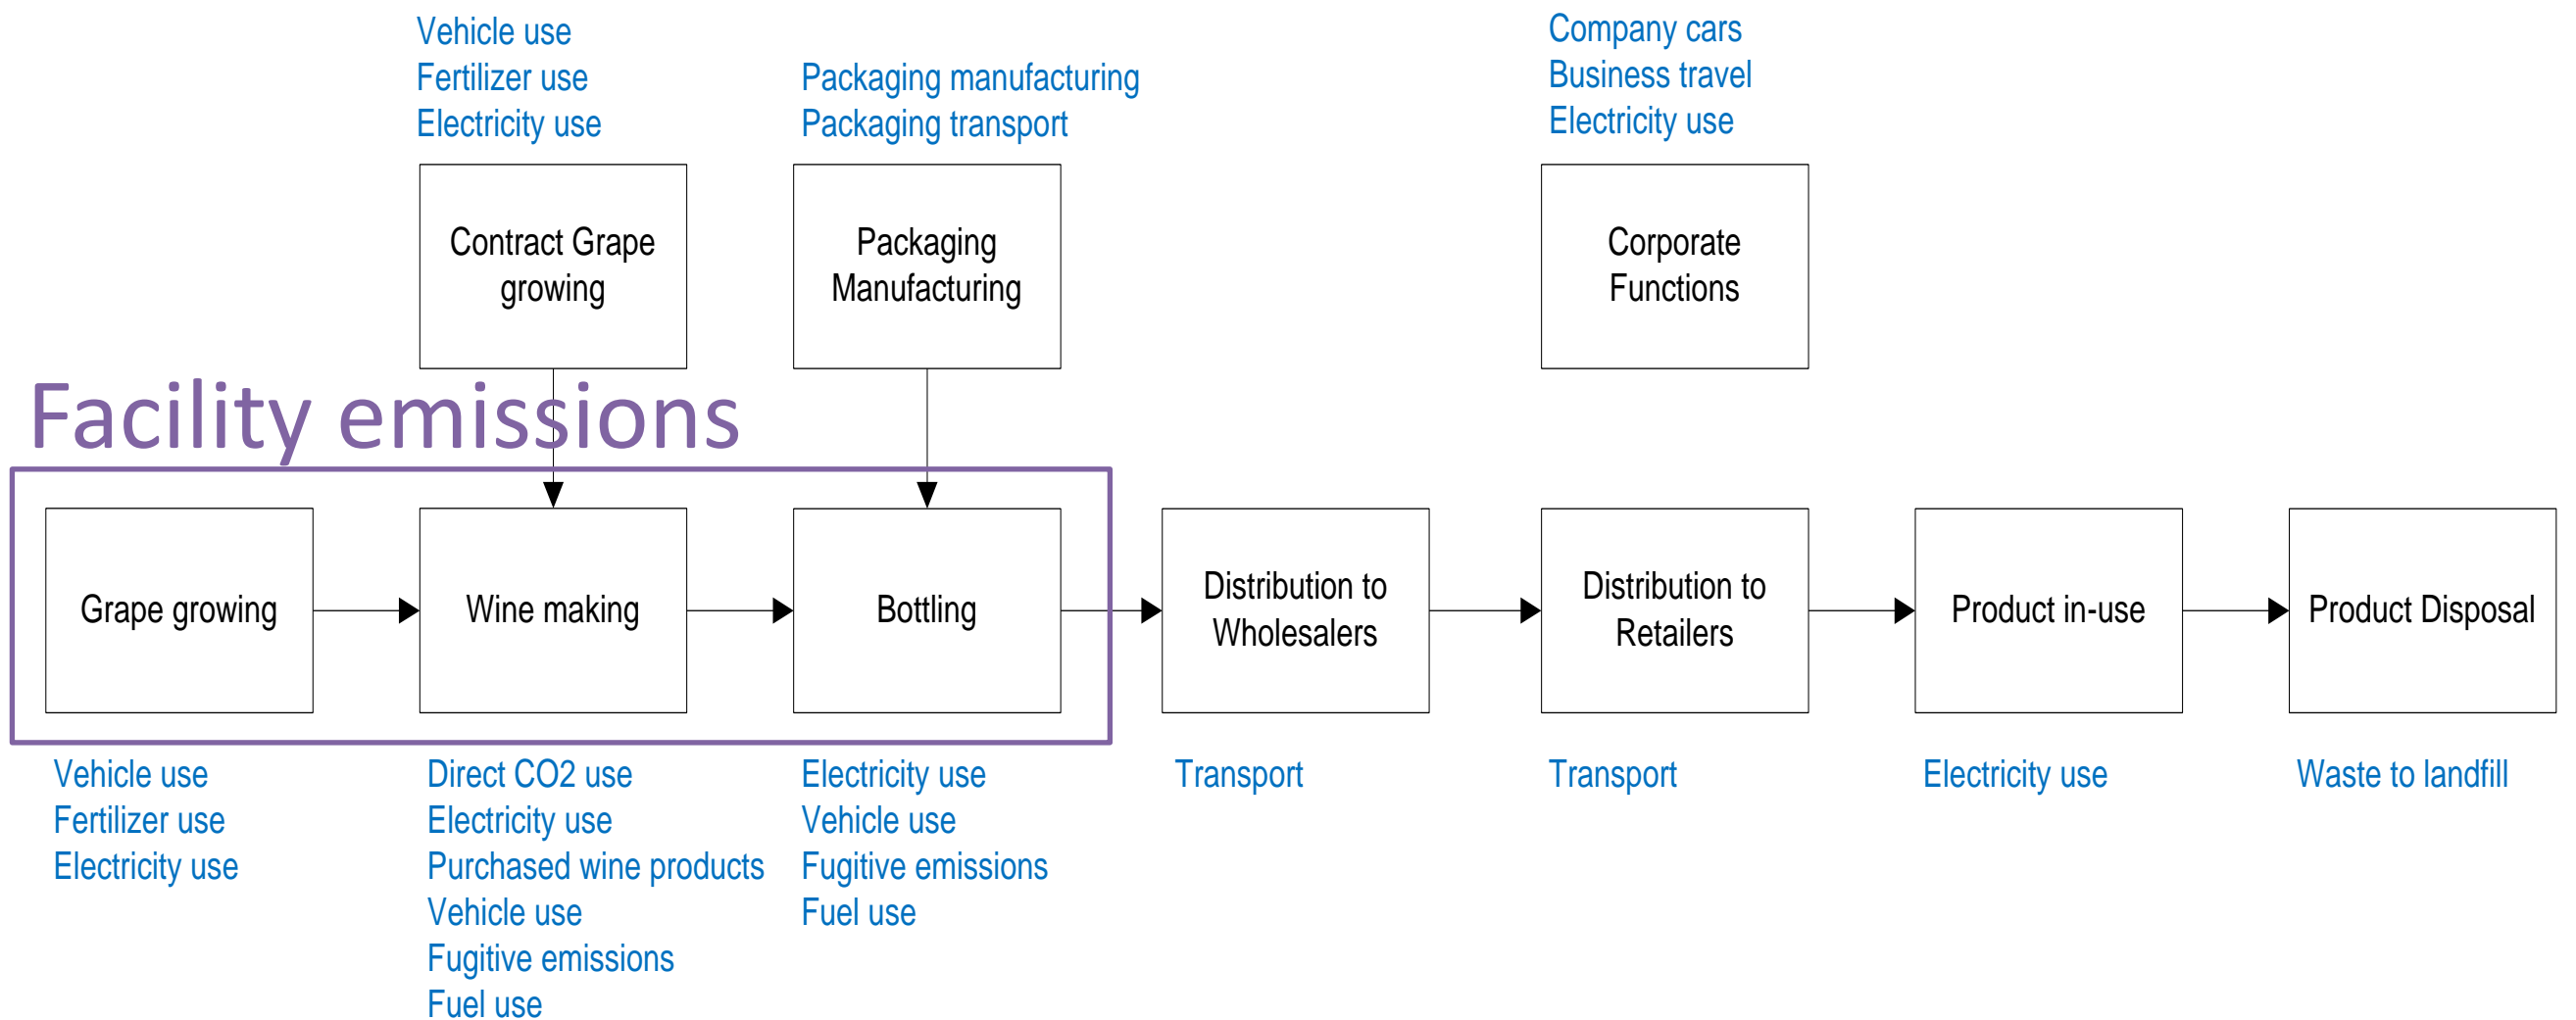 Vehicle use
Fertilizer use
Electricity use
Packaging manufacturing
Packaging transport
Company cars
Business travel
Electricity use
Contract Grape
growing
Packaging
Manufacturing
Corporate
Functions
Facility emissions
Grape growing
Wine making
Bottling
Distribution to
Wholesalers
Distribution to
Retailers
Product in-use
Product Disposal
Vehicle use
Fertilizer use
Electricity use
Direct CO2 use
Electricity use
Purchased wine products
Vehicle use
Fugitive emissions
Fuel use
Electricity use
Vehicle use
Fugitive emissions
Fuel use
Transport
Transport
Electricity use
Waste to landfill